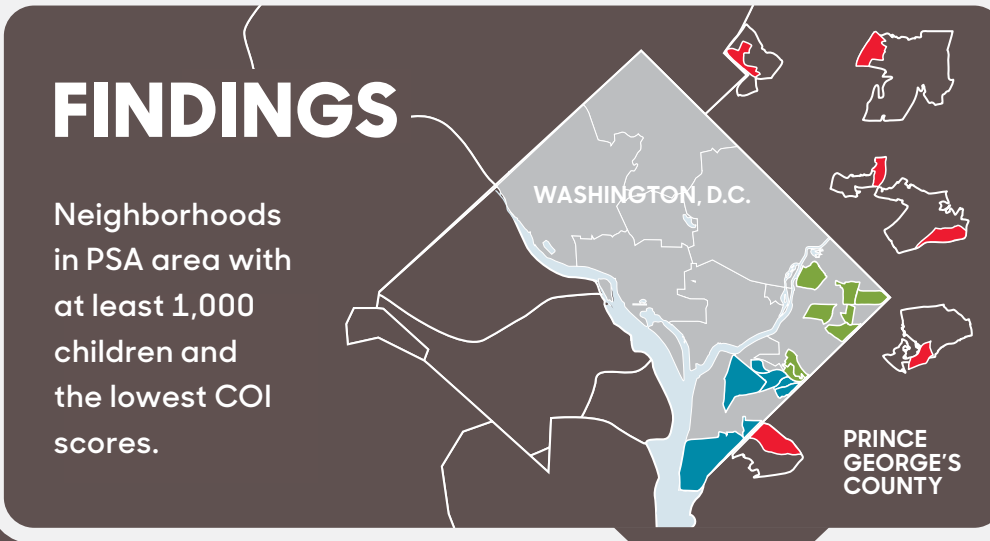 FINDINGS
Neighborhoods
in PSA area with
at least 1,000
children and
the lowest COI
scores.
WASHINGTON, D.C.
PRINCE
GEORGE'S
COUNTY